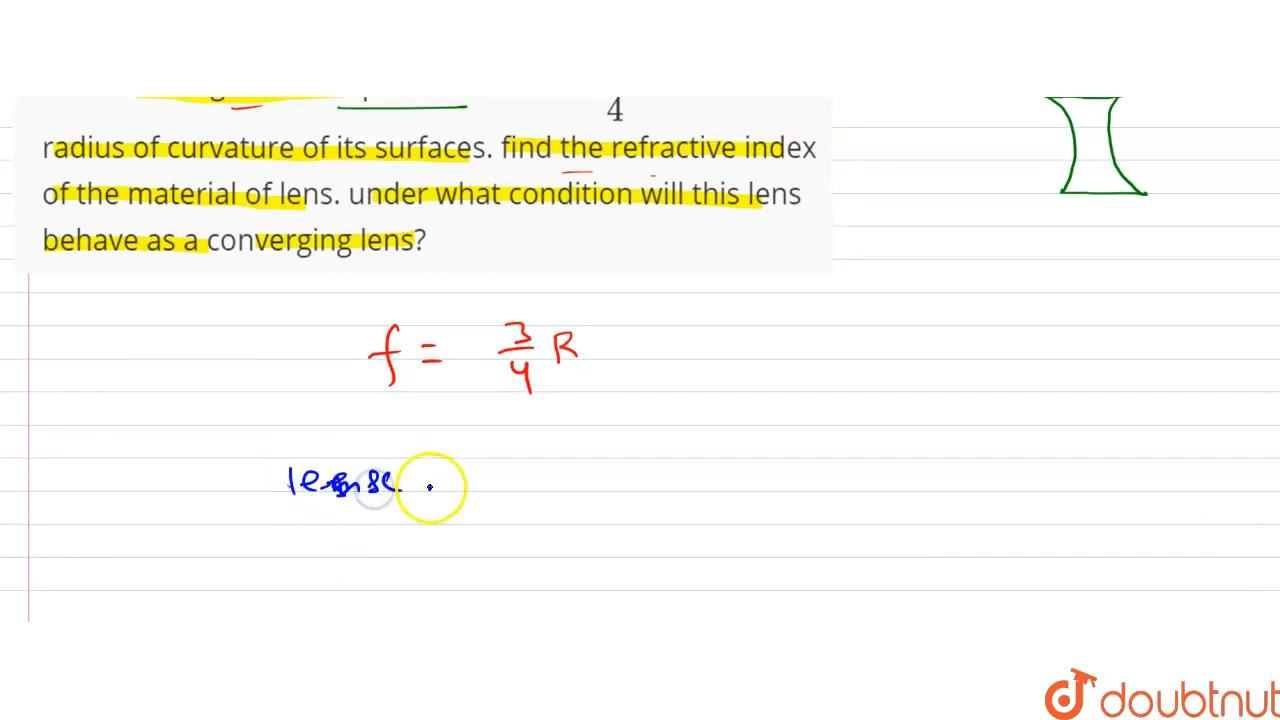 4
radius of curvature of its surfaces. find the refractive index
of the material of lens. under what condition will this lens
behave as a converging lens?
f = 3/4 R
doubtnut